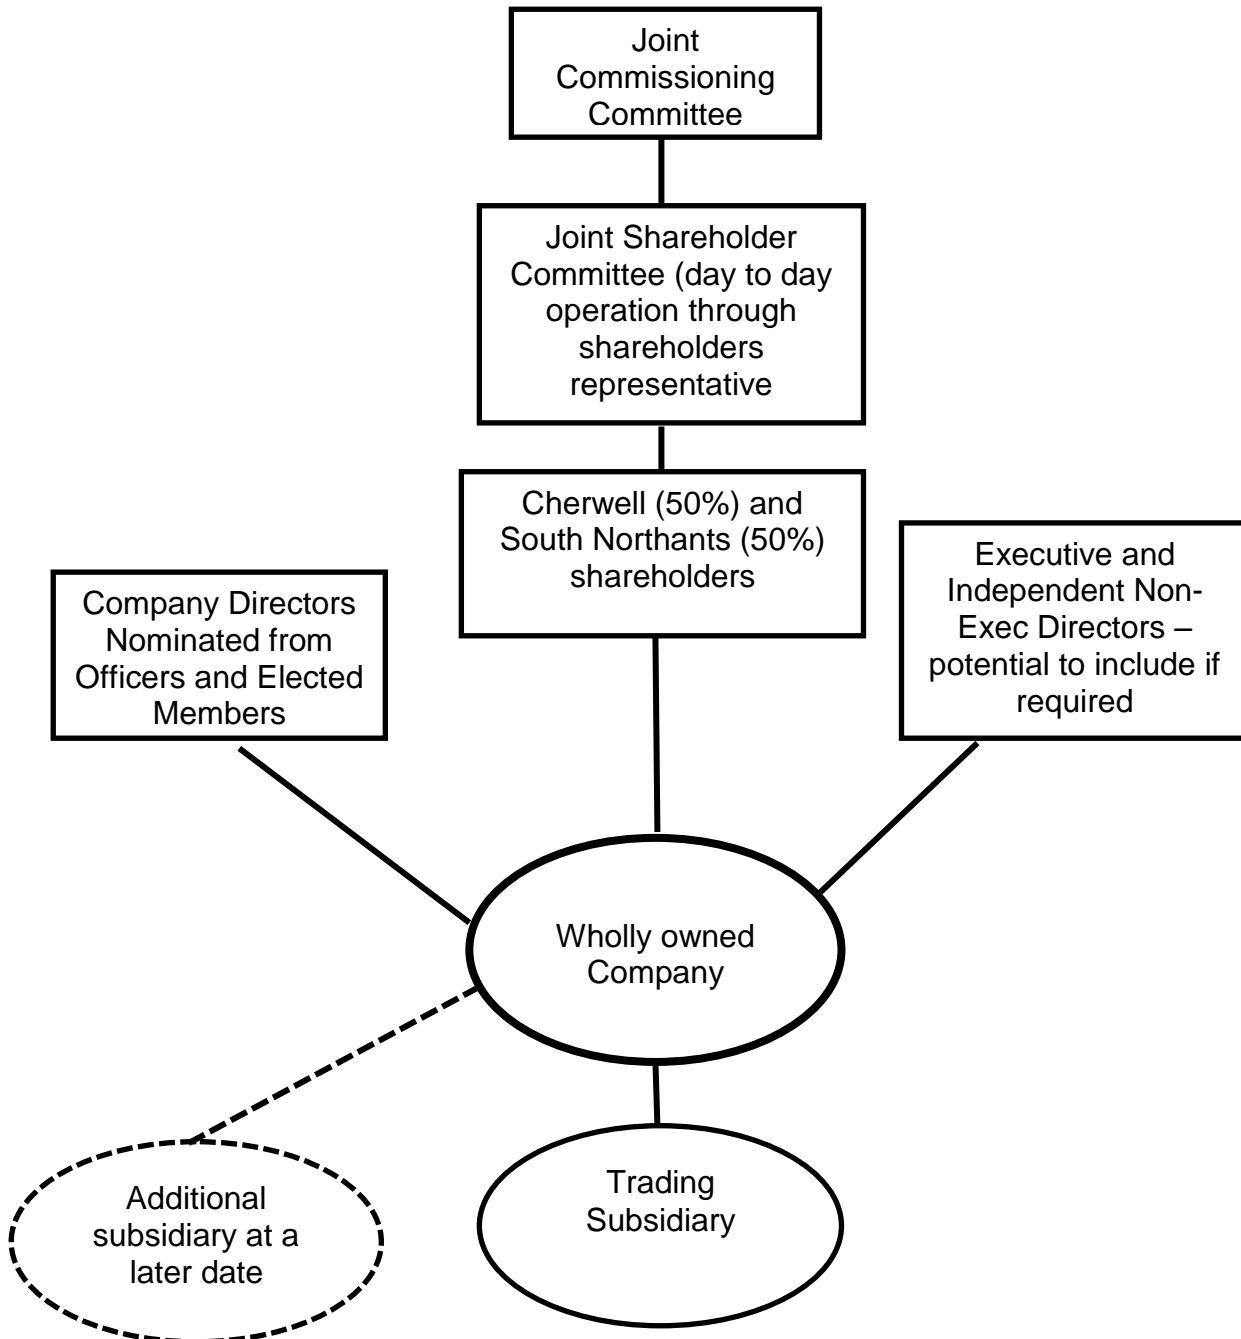 Joint
Commissioning
Committee
Joint Shareholder
Committee (day to day
operation through
shareholders
representative
Cherwell (50%) and
South Northants (50%)
shareholders
Company Directors
Nominated from
Officers and Elected
Members
Executive and
Independent Non-
Exec Directors –
potential to include if
required
Wholly owned
Company
Additional
subsidiary at a
later date
Trading
Subsidiary